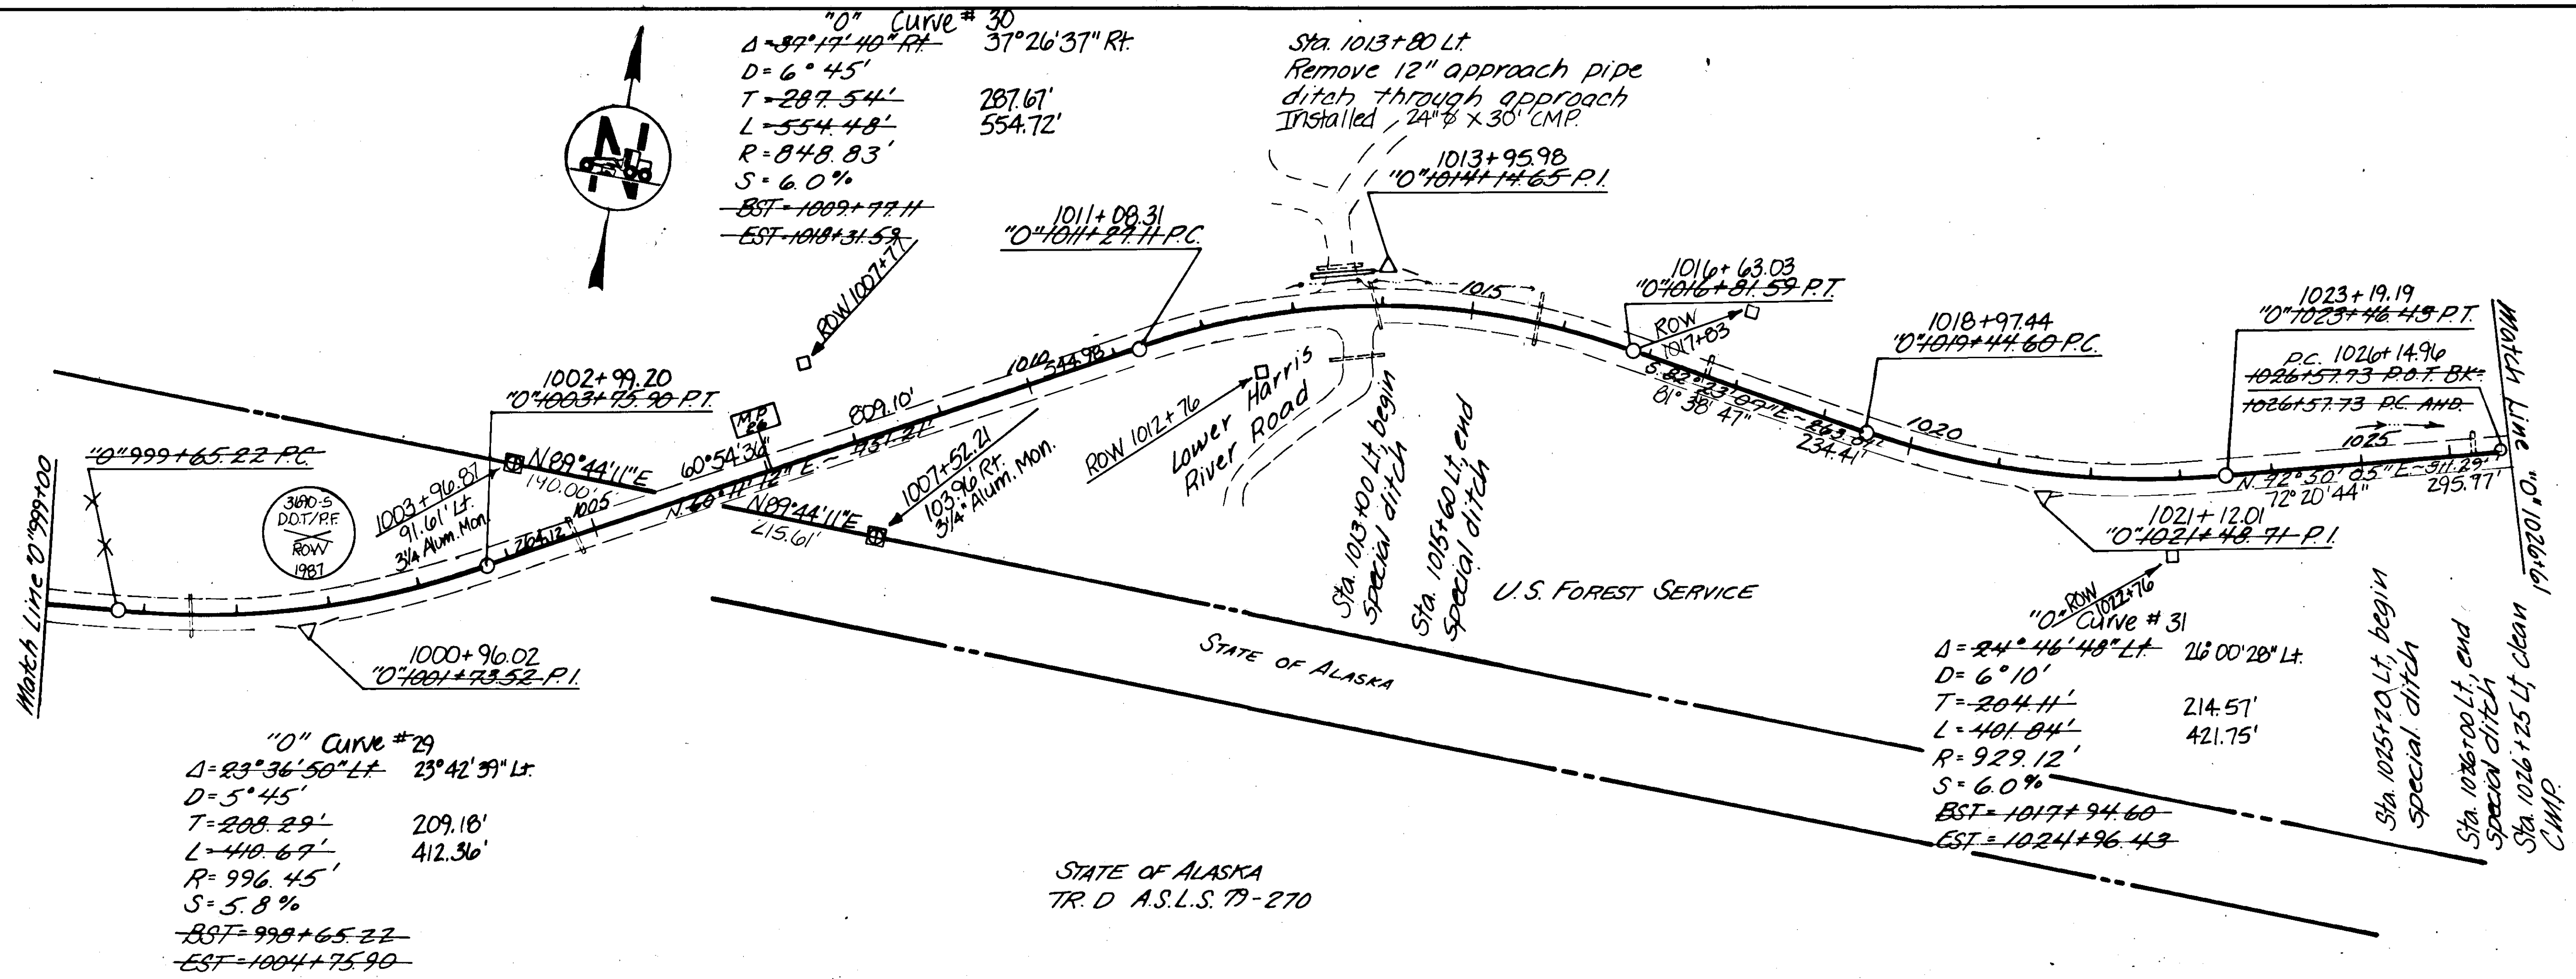 "O" Curve # 30
Δ = 37°17'40" Rt 37°26'37" Rt.
D = 6° 45'
T = 287.54' 287.67'
L = 554.48' 554.72'
R = 848.83'
S = 6.0%
BST = 1009+77.11
EST = 1018+31.59
N
Sta. 1013+80 Lt.
Remove 12" approach pipe
ditch through approach
Installed, 24"ø x 30' CMP.
1013+95.98
"O" 1014+14.65 P.I.
1011+08.31
"O" 1011+27.11 P.C.
ROW 1007+77
1016+63.03
"O" 1016+81.59 P.T.
ROW
1017+83
1018+97.44
"O" 1019+44.60 P.C.
1023+19.19
"O" 1023+46.43 P.T.
P.C. 1026+14.96
1026+57.73 P.O.T. BK=
1026+57.73 P.C. AHD.
Match Line "O" 1026+61
1002+99.20
"O" 1003+75.90 P.T.
M.P.
26
809.10'
1010
544.98
1015
1020
1025
"O" 999+65.22 P.C.
N89°44'11"E
190.00'
60°54'36"
N. 60° 11' 12" E. ~ 931.21'
1005
264.12
1003+96.87
91.61' Lt.
3¼ Alum. Mon.
3690-S
D.O.T./P.F.
ROW
1987
N89°44'11"E
215.61'
1007+52.21
103.96' Rt.
3¼" Alum. Mon.
ROW 1012+76
Lower Harris
River Road
S. 82° 23' 09" E ~ 263.01'
81° 38' 47"
234.41'
N. 72° 50' 05" E ~ 311.29'
72° 20' 44"
295.97'
Match Line "O" 999+00
1000+96.02
"O" 1001+73.52 P.I.
Sta. 1013+00 Lt, begin
special ditch
Sta. 1015+60 Lt, end
special ditch
U.S. FOREST SERVICE
STATE OF ALASKA
1021+12.01
"O" 1021+48.71 P.I.
ROW
1022+76
"O" Curve # 31
Δ = 24° 46' 48" Lt 26°00'28" Lt.
D = 6° 10'
T = 204.11' 214.57'
L = 401.84' 421.75'
R = 929.12'
S = 6.0%
BST = 1017+94.60
EST = 1024+96.43
Sta. 1025+20 Lt, begin
special ditch
Sta. 1026+00 Lt, end
special ditch
Sta. 1026+25 Lt, clean
CMP.
"O" Curve #29
Δ = 23°36'50" Lt 23°42'39" Lt.
D = 5°45'
T = 208.29' 209.18'
L = 410.67' 412.36'
R = 996.45'
S = 5.8%
BST = 998+65.22
EST = 1004+75.90
STATE OF ALASKA
TR. D A.S.L.S. 79-270